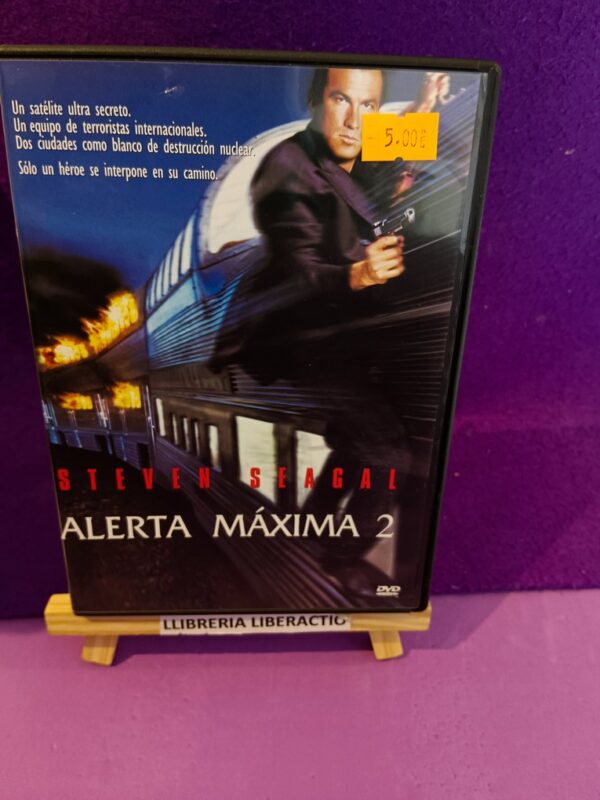 Un satélite ultra secreto.
Un equipo de terroristas internacionales.
Dos ciudades como blanco de destrucción nuclear.
Sólo un héroe se interpone en su camino.
5.00€
STEVEN SEAGAL
ALERTA MÁXIMA 2
DVD
LLIBRERIA LIBERACTIO